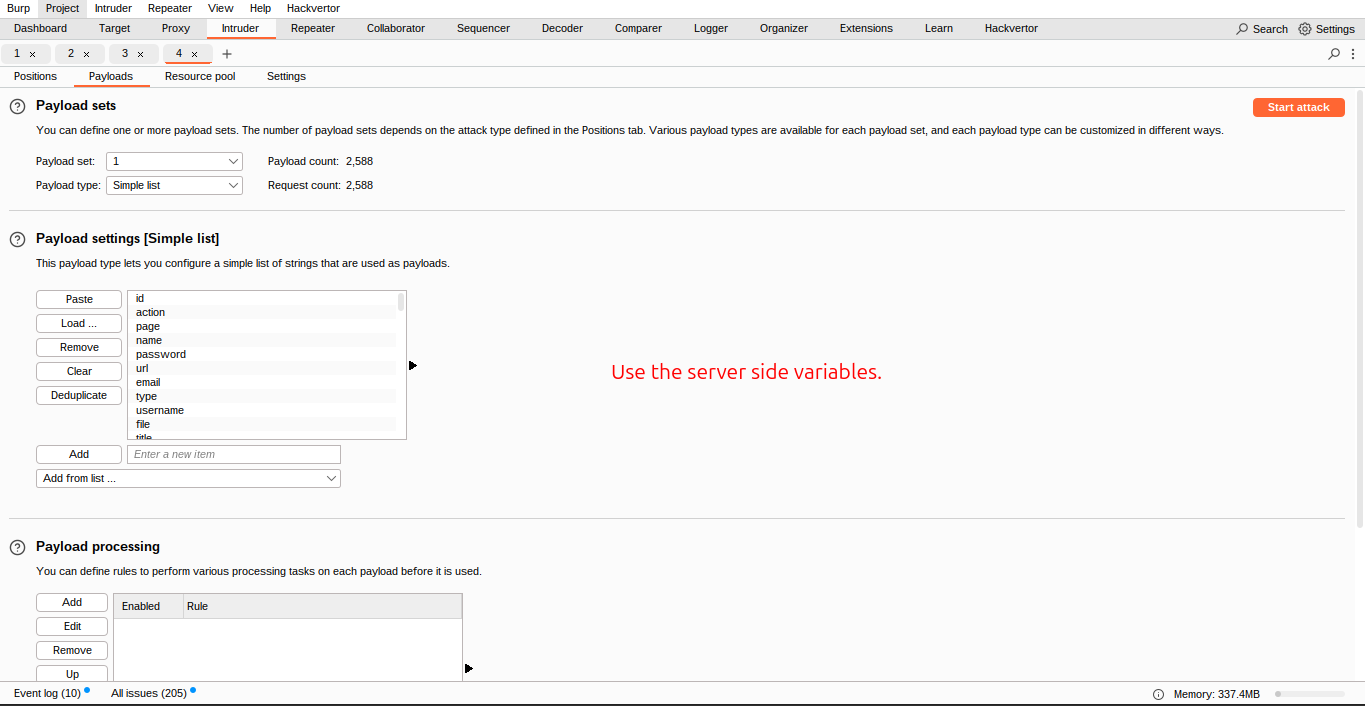 Burp Project Intruder Repeater View Help Hackvertor
Dashboard Target Proxy Intruder Repeater Collaborator Sequencer Decoder Comparer Logger Organizer Extensions Learn Hackvertor Search Settings
1 × 2 × 3 × 4 × +
Positions Payloads Resource pool Settings
? Payload sets Start attack
You can define one or more payload sets. The number of payload sets depends on the attack type defined in the Positions tab. Various payload types are available for each payload set, and each payload type can be customized in different ways.
Payload set: 1 Payload count: 2,588
Payload type: Simple list Request count: 2,588
? Payload settings [Simple list]
This payload type lets you configure a simple list of strings that are used as payloads.
Paste
Load ...
Remove
Clear
Deduplicate
id
action
page
name
password
url
email
type
username
file
title
Use the server side variables.
Add Enter a new item
Add from list ...
? Payload processing
You can define rules to perform various processing tasks on each payload before it is used.
Add
Edit
Remove
Up
Enabled Rule
Event log (10) All issues (205) Memory: 337.4MB